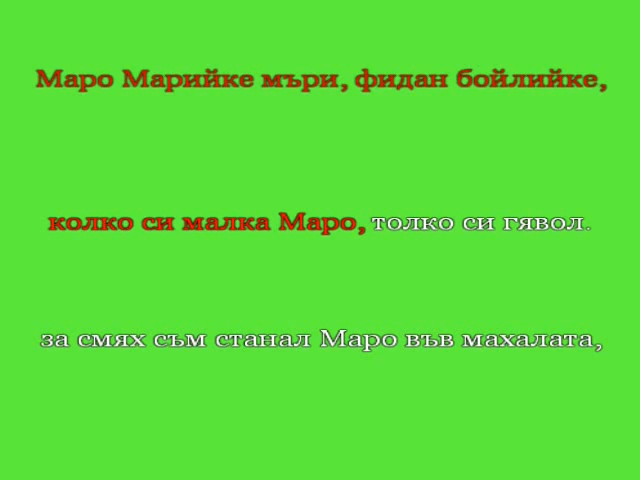 Маро Марийке мъри, фидан бойлийке,
колко си малка Маро, толко си гявол.
за смях съм станал Маро във махалата,